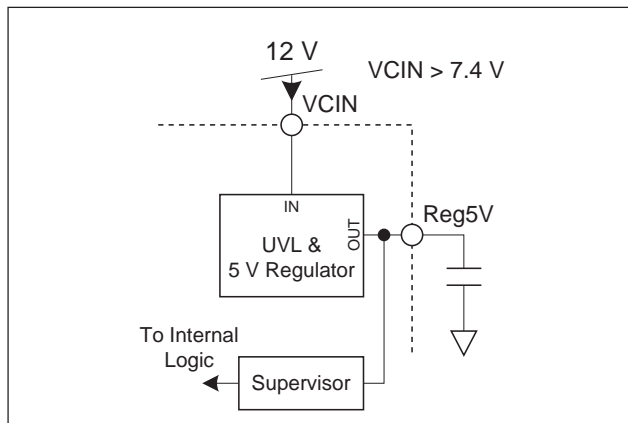 12 V
VCIN > 7.4 V
VCIN
IN
Reg5V
OUT
UVL &
5 V Regulator
To Internal
Logic
Supervisor